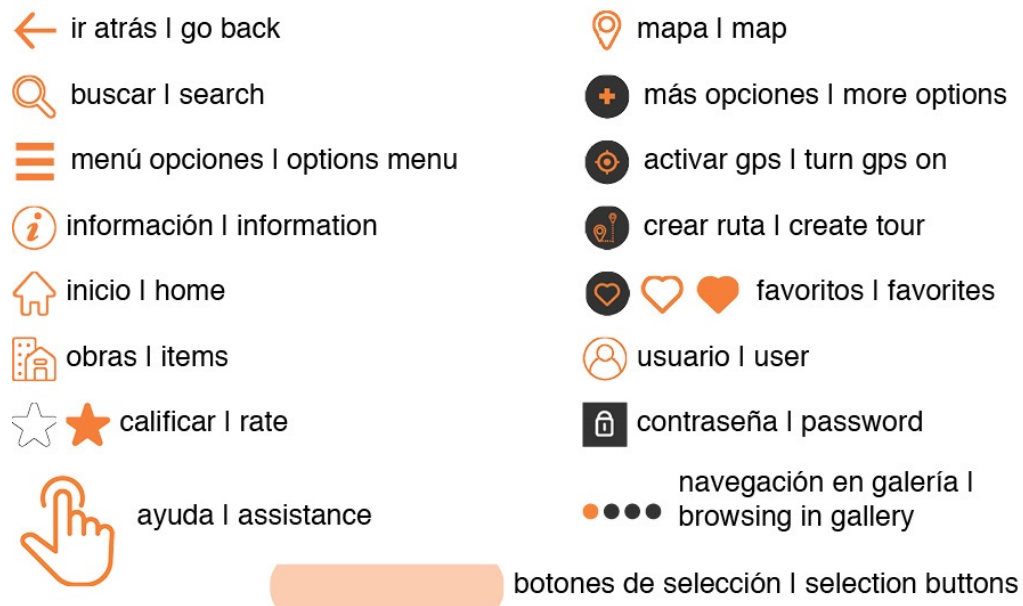 ir atrás | go back
buscar | search
menú opciones | options menu
información | information
inicio | home
obras | items
calificar | rate
ayuda | assistance
mapa | map
más opciones | more options
activar gps | turn gps on
crear ruta | create tour
favoritos | favorites
usuario | user
contraseña | password
navegación en galería |
browsing in gallery
botones de selección | selection buttons